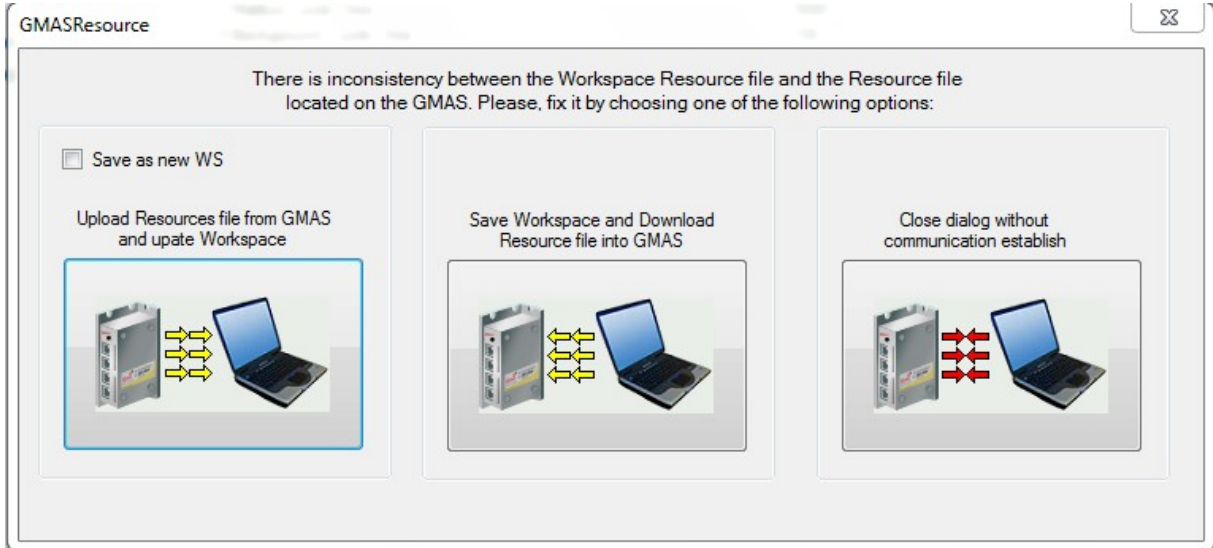 GMASResource
There is inconsistency between the Workspace Resource file and the Resource file
located on the GMAS. Please, fix it by choosing one of the following options:
Save as new WS
Upload Resources file from GMAS
and upate Workspace
Save Workspace and Download
Resource file into GMAS
Close dialog without
communication establish